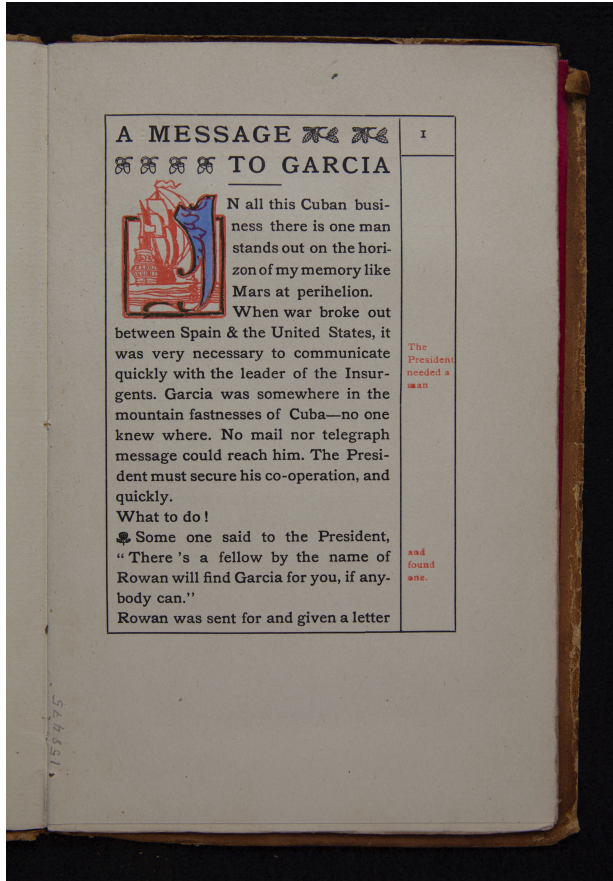 A MESSAGE
TO GARCIA
1
IN all this Cuban busi-
ness there is one man
stands out on the hori-
zon of my memory like
Mars at perihelion.
When war broke out
between Spain & the United States, it
was very necessary to communicate
quickly with the leader of the Insur-
gents. Garcia was somewhere in the
mountain fastnesses of Cuba—no one
knew where. No mail nor telegraph
message could reach him. The Presi-
dent must secure his co-operation, and
quickly.
What to do!
Some one said to the President,
“There 's a fellow by the name of
Rowan will find Garcia for you, if any-
body can.”
Rowan was sent for and given a letter
The
President
needed a
man
and
found
one.
158475